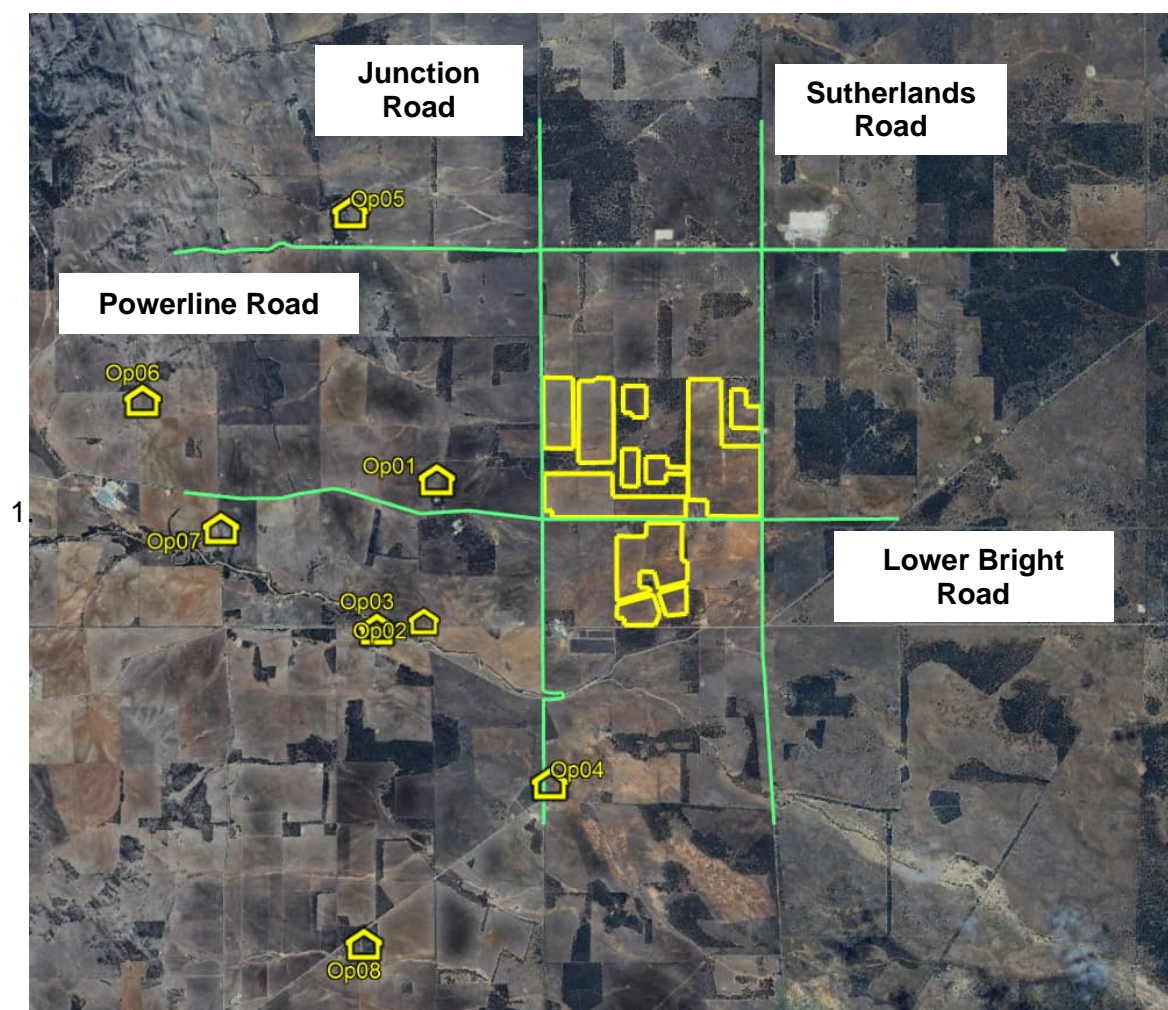 Junction
Road
Sutherlands
Road
Op05
Powerline Road
Op06
Op01
1.
Op07
Lower Bright
Road
Op03
Op02
Op04
Op08